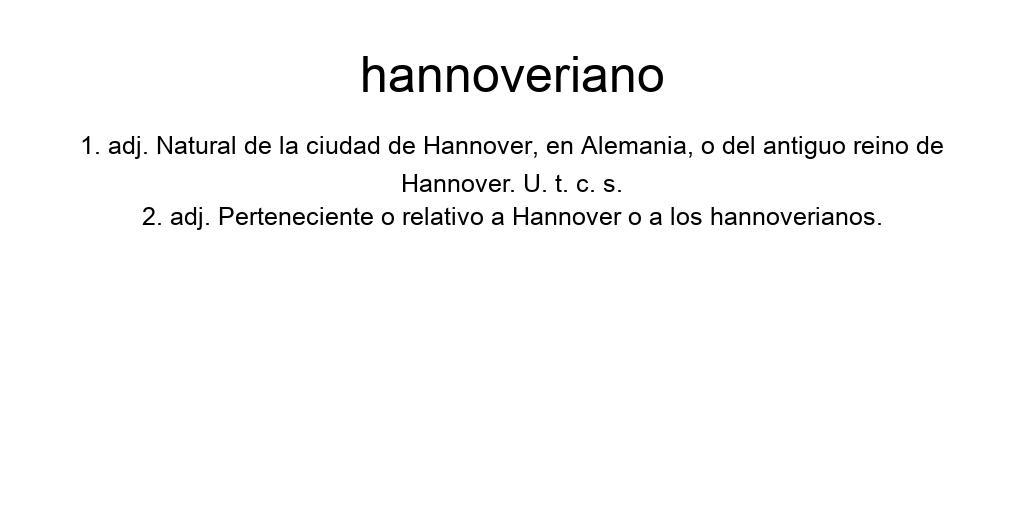 hannoveriano
1. adj. Natural de la ciudad de Hannover, en Alemania, o del antiguo reino de
Hannover. U. t. c. s.
2. adj. Perteneciente o relativo a Hannover o a los hannoverianos.